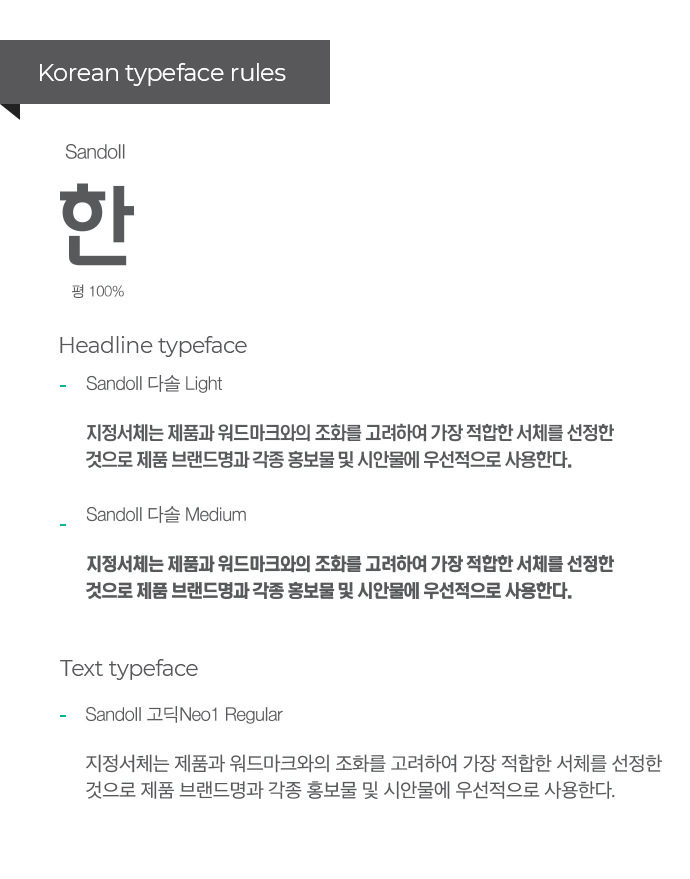 Korean typeface rules
Sandoll
한
평 100%
Headline typeface
- Sandoll 다솔 Light
지정서체는 제품과 워드마크와의 조화를 고려하여 가장 적합한 서체를 선정한
것으로 제품 브랜드명과 각종 홍보물 및 시안물에 우선적으로 사용한다.
- Sandoll 다솔 Medium
지정서체는 제품과 워드마크와의 조화를 고려하여 가장 적합한 서체를 선정한
것으로 제품 브랜드명과 각종 홍보물 및 시안물에 우선적으로 사용한다.
Text typeface
- Sandoll 고딕Neo1 Regular
지정서체는 제품과 워드마크와의 조화를 고려하여 가장 적합한 서체를 선정한
것으로 제품 브랜드명과 각종 홍보물 및 시안물에 우선적으로 사용한다.